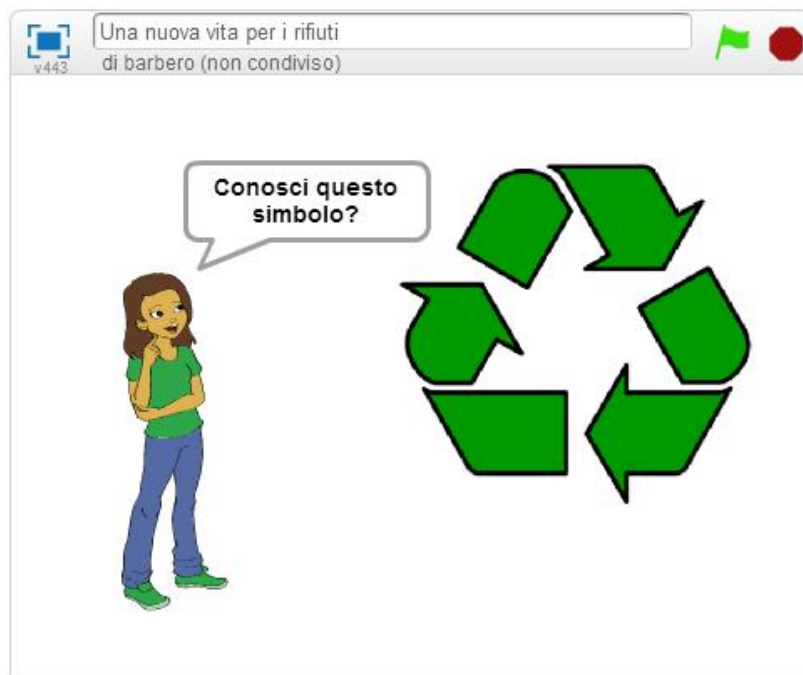 Una nuova vita per i rifiuti
v443
di barbero (non condiviso)
Conosci questo
simbolo?